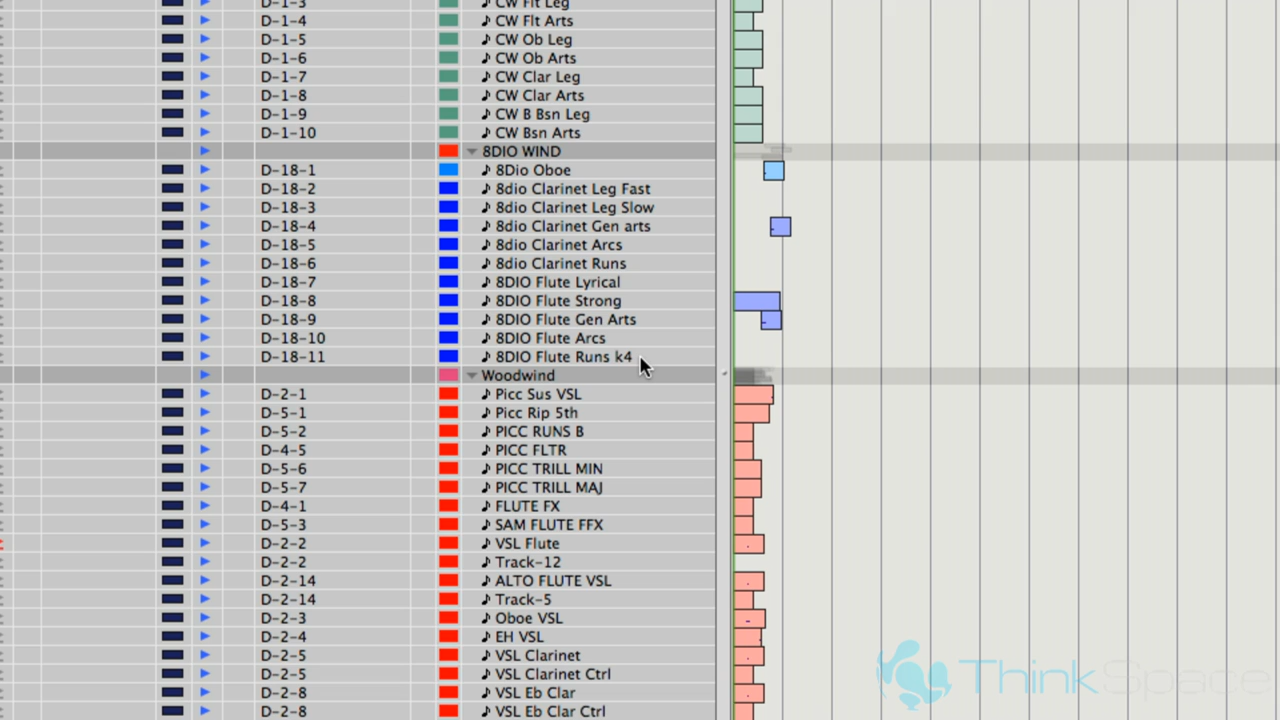 D-1-3 CW Flt Leg
D-1-4 CW Flt Arts
D-1-5 CW Ob Leg
D-1-6 CW Ob Arts
D-1-7 CW Clar Leg
D-1-8 CW Clar Arts
D-1-9 CW B Bsn Leg
D-1-10 CW Bsn Arts
8DIO WIND
D-18-1 8Dio Oboe
D-18-2 8dio Clarinet Leg Fast
D-18-3 8dio Clarinet Leg Slow
D-18-4 8dio Clarinet Gen arts
D-18-5 8dio Clarinet Arcs
D-18-6 8dio Clarinet Runs
D-18-7 8DIO Flute Lyrical
D-18-8 8DIO Flute Strong
D-18-9 8DIO Flute Gen Arts
D-18-10 8DIO Flute Arcs
D-18-11 8DIO Flute Runs k4
Woodwind
D-2-1 Picc Sus VSL
D-5-1 Picc Rip 5th
D-5-2 PICC RUNS B
D-4-5 PICC FLTR
D-5-6 PICC TRILL MIN
D-5-7 PICC TRILL MAJ
D-4-1 FLUTE FX
D-5-3 SAM FLUTE FFX
D-2-2 VSL Flute
D-2-2 Track-12
D-2-14 ALTO FLUTE VSL
D-2-14 Track-5
D-2-3 Oboe VSL
D-2-4 EH VSL
D-2-5 VSL Clarinet
D-2-5 VSL Clarinet Ctrl
D-2-8 VSL Eb Clar
D-2-8 VSL Eb Clar Ctrl
ThinkSpace